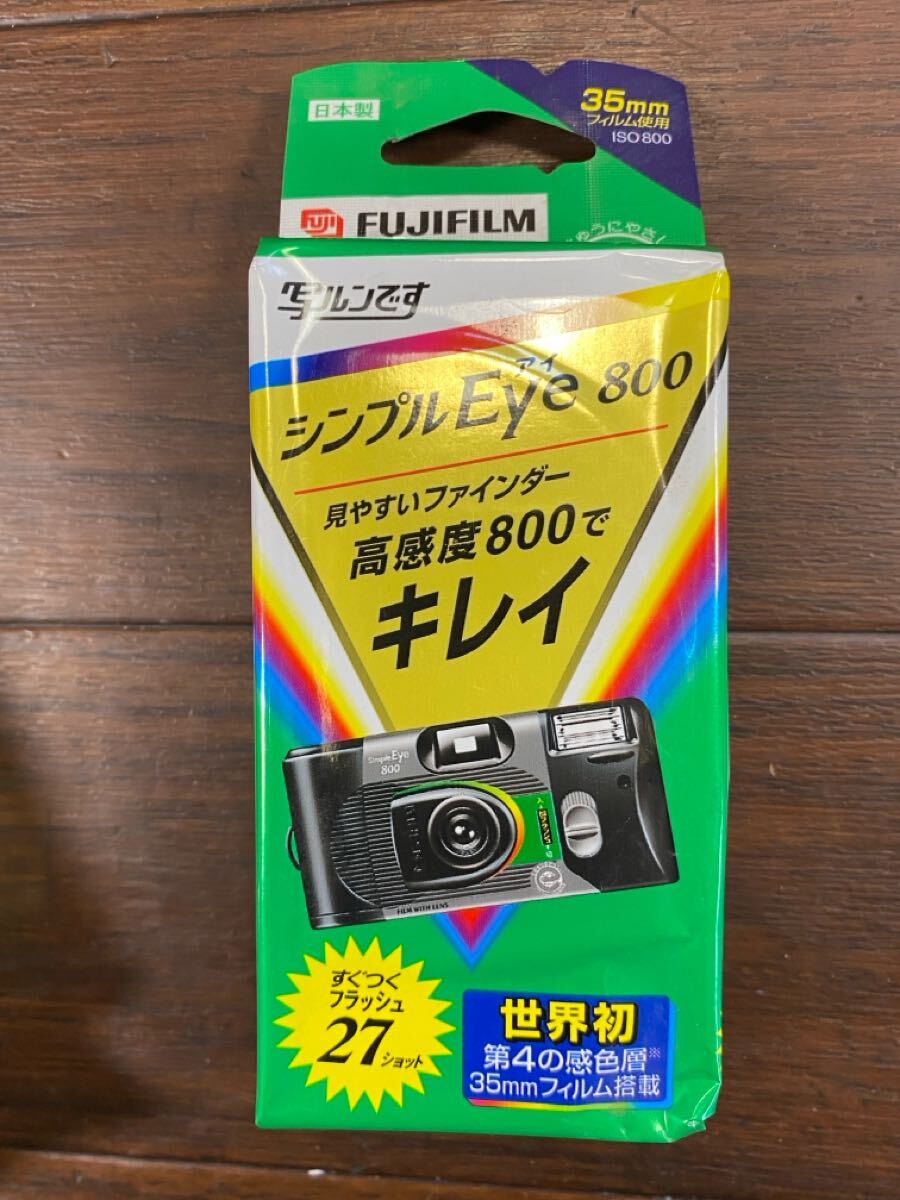 日本製
35mm
フィルム使用
ISO 800
FUJI FUJIFILM
写ルンです
アイ
シンプルEye 800
見やすいファインダー
高感度800で
キレイ
Simple Eye
800
FILM WITH LENS
すぐつく
フラッシュ
27ショット
世界初
第4の感色層※
35mmフィルム搭載